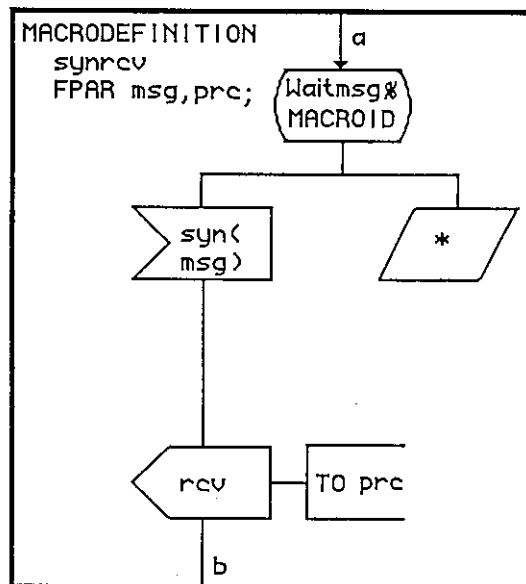 MACRODEFINITION
synrcv
FPAR msg,prc;
a
Waitmsg%
MACROID
syn(
msg)
*
rcv
TO prc
b